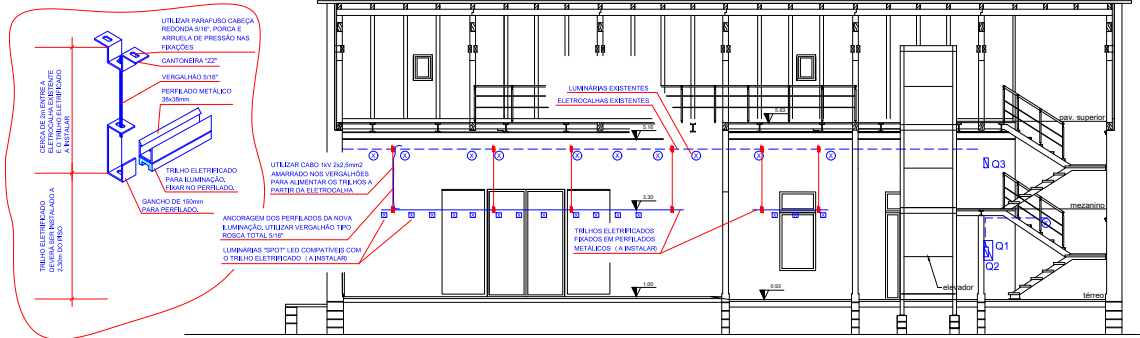 UTILIZAR PARAFUSO CABEÇA
REDONDA 5/16", PORCA E
ARRUELA DE PRESSÃO NAS
FIXAÇÕES
CANTONEIRA "ZZ"
VERGALHÃO 5/16"
PERFILADO METÁLICO
38x38mm
CERCA DE 2m ENTRE A
ELETROCALHA EXISTENTE
E O TRILHO ELETRIFICADO
A INSTALAR
TRILHO ELETRIFICADO
PARA ILUMINAÇÃO,
FIXAR NO PERFILADO.
GANCHO DE 150mm
PARA PERFILADO.
TRILHO ELETRIFICADO
DEVERÁ SER INSTALADO A
2.30m DO PISO
LUMINÁRIAS EXISTENTES
ELETROCALHAS EXISTENTES
5.63
5.16
UTILIZAR CABO 1kV 2x2,5mm2
AMARRADO NOS VERGALHÕES
PARA ALIMENTAR OS TRILHOS A
PARTIR DA ELETROCALHA
3.30
ANCORAGEM DOS PERFILADOS DA NOVA
ILUMINAÇÃO, UTILIZAR VERGALHÃO TIPO
ROSCA TOTAL 5/16"
LUMINÁRIAS "SPOT" LED COMPATÍVEIS COM
O TRILHO ELETRIFICADO ( A INSTALAR)
TRILHOS ELETRIFICADOS
FIXADOS EM PERFILADOS
METÁLICOS ( A INSTALAR)
1.00
0.93
pav. superior
Q3
mezanino
Q1
Q2
elevador
térreo